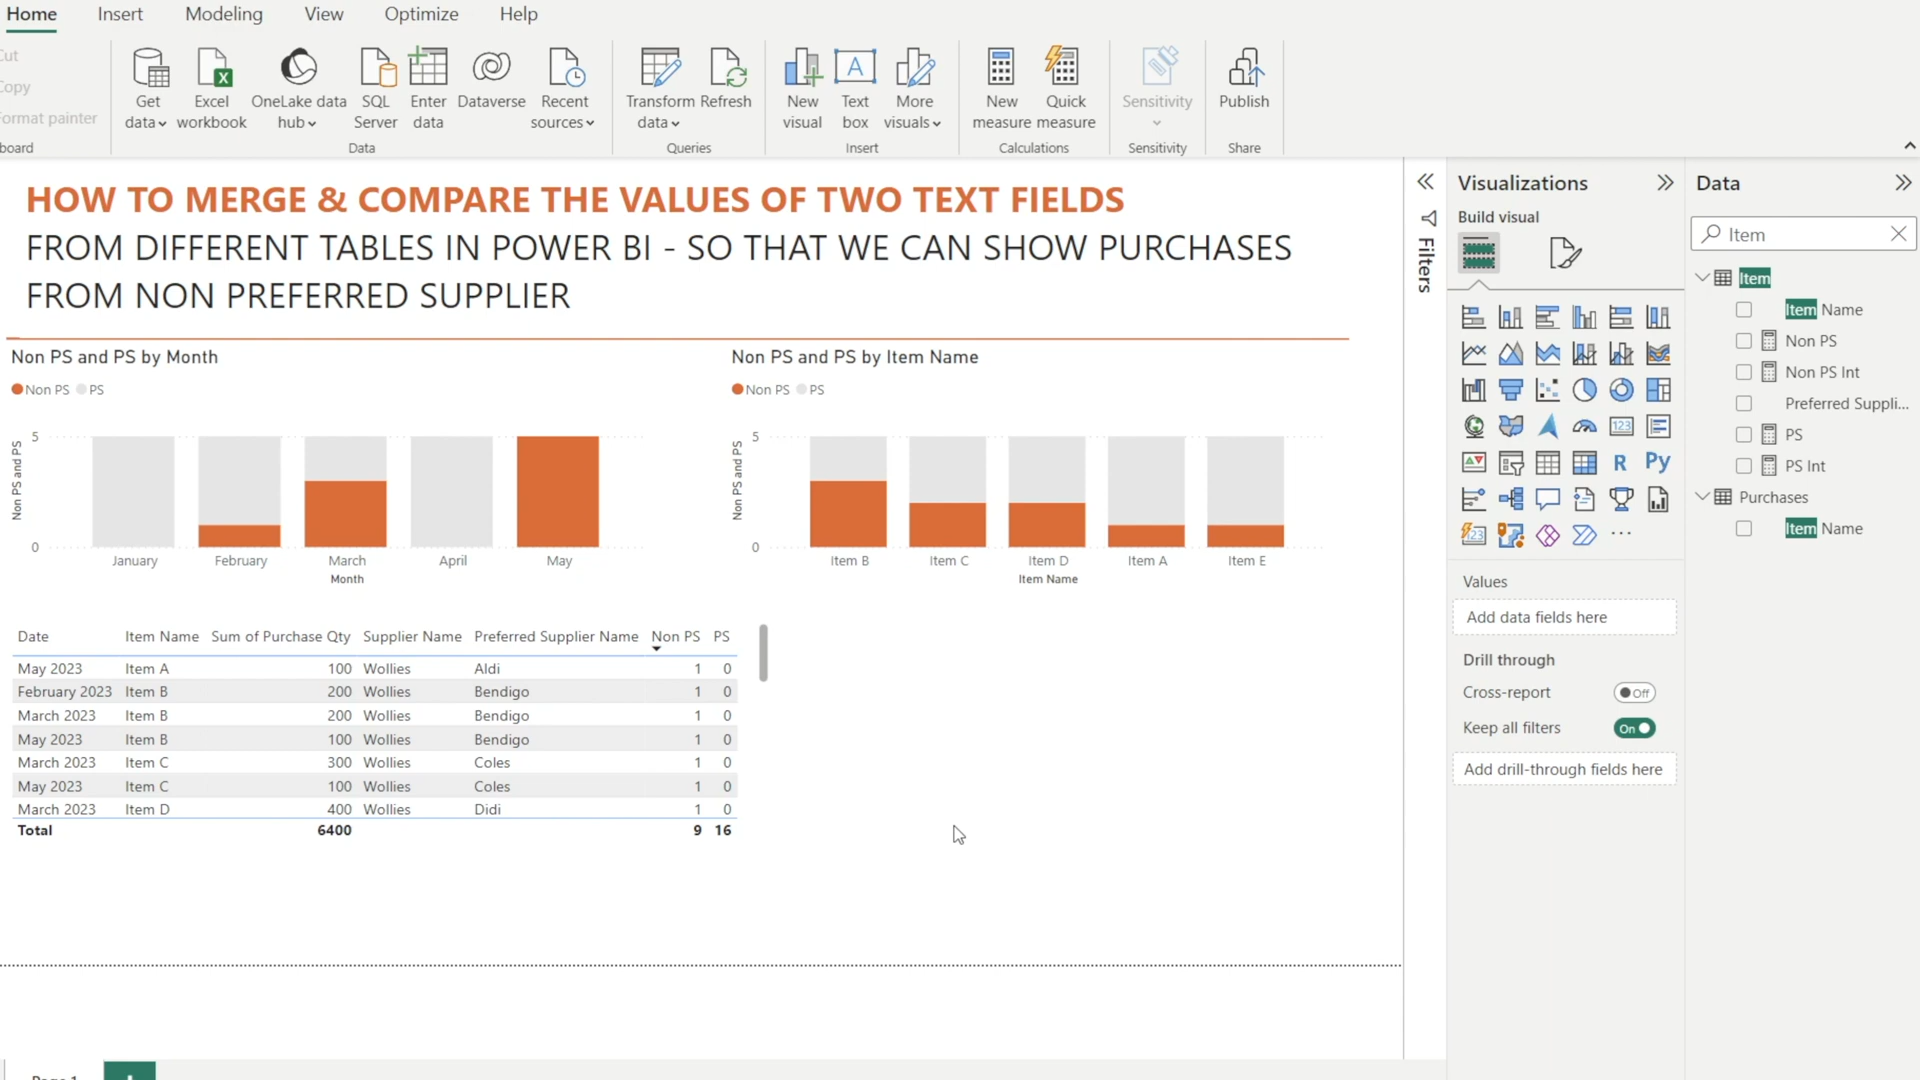 Home Insert Modeling View Optimize Help
Cut
Copy
Format painter
board
Get data
Excel workbook
OneLake data hub
SQL Server
Enter data
Dataverse
Recent sources
Data
Transform data
Refresh
Queries
New visual
Text box
More visuals
Insert
New measure
Quick measure
Calculations
Sensitivity
Sensitivity
Publish
Share
HOW TO MERGE & COMPARE THE VALUES OF TWO TEXT FIELDS
FROM DIFFERENT TABLES IN POWER BI - SO THAT WE CAN SHOW PURCHASES
FROM NON PREFERRED SUPPLIER
Non PS and PS by Month
Non PS PS
Non PS and PS
5
0
January February March April May
Month
Non PS and PS by Item Name
Non PS PS
Non PS and PS
5
0
Item B Item C Item D Item A Item E
Item Name
Date Item Name Sum of Purchase Qty Supplier Name Preferred Supplier Name Non PS PS
May 2023 Item A 100 Wollies Aldi 1 0
February 2023 Item B 200 Wollies Bendigo 1 0
March 2023 Item B 200 Wollies Bendigo 1 0
May 2023 Item B 100 Wollies Bendigo 1 0
March 2023 Item C 300 Wollies Coles 1 0
May 2023 Item C 100 Wollies Coles 1 0
March 2023 Item D 400 Wollies Didi 1 0
Total 6400 9 16
Page 1
Filters
Visualizations
Build visual
123
R
Py
123
Values
Add data fields here
Drill through
Cross-report Off
Keep all filters On
Add drill-through fields here
Data
Item
Item
Item Name
Non PS
Non PS Int
Preferred Suppli...
PS
PS Int
Purchases
Item Name